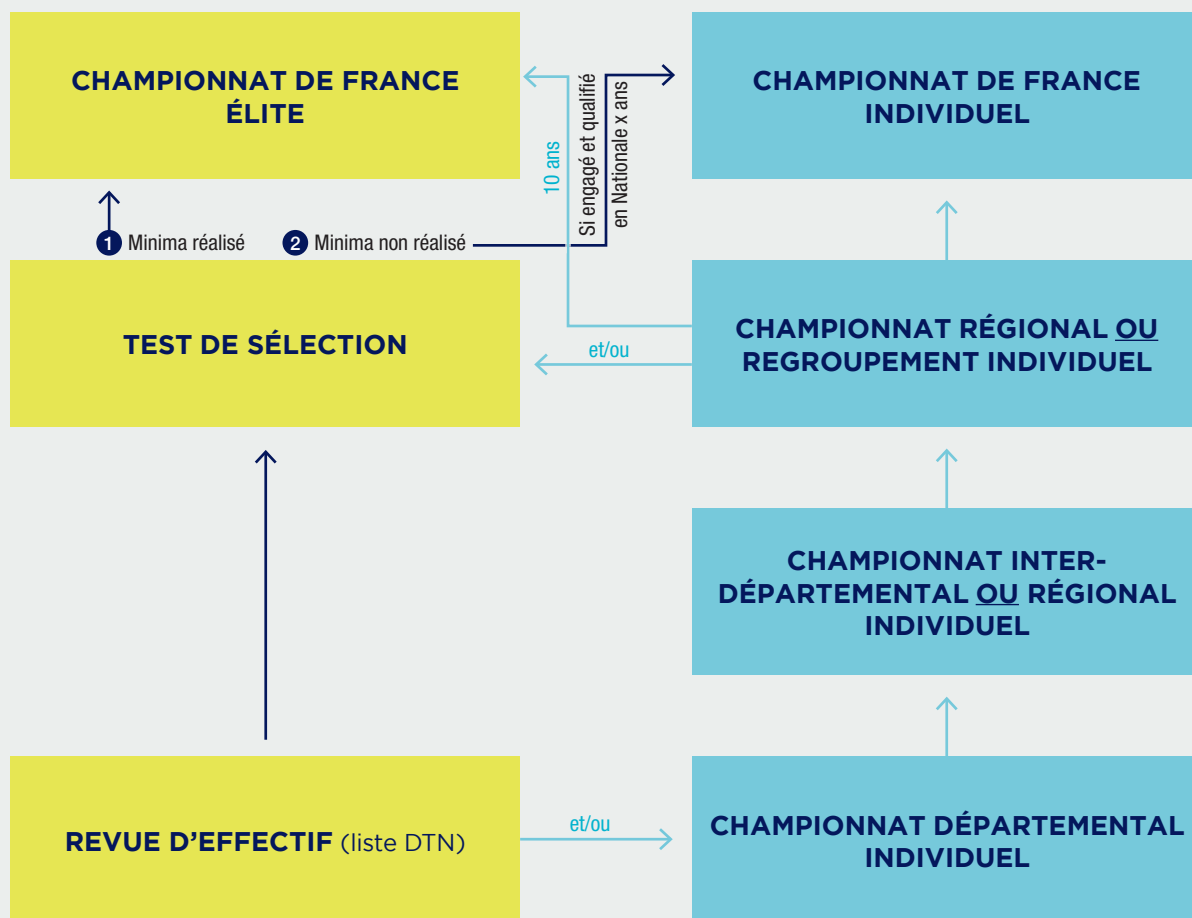 CHAMPIONNAT DE FRANCE
ÉLITE
10 ans
Si engagé et qualifié
en Nationale x ans
CHAMPIONNAT DE FRANCE
INDIVIDUEL
1 Minima réalisé
2 Minima non réalisé
TEST DE SÉLECTION
et/ou
CHAMPIONNAT RÉGIONAL OU
REGROUPEMENT INDIVIDUEL
CHAMPIONNAT INTER-
DÉPARTEMENTAL OU RÉGIONAL
INDIVIDUEL
REVUE D'EFFECTIF (liste DTN)
et/ou
CHAMPIONNAT DÉPARTEMENTAL
INDIVIDUEL